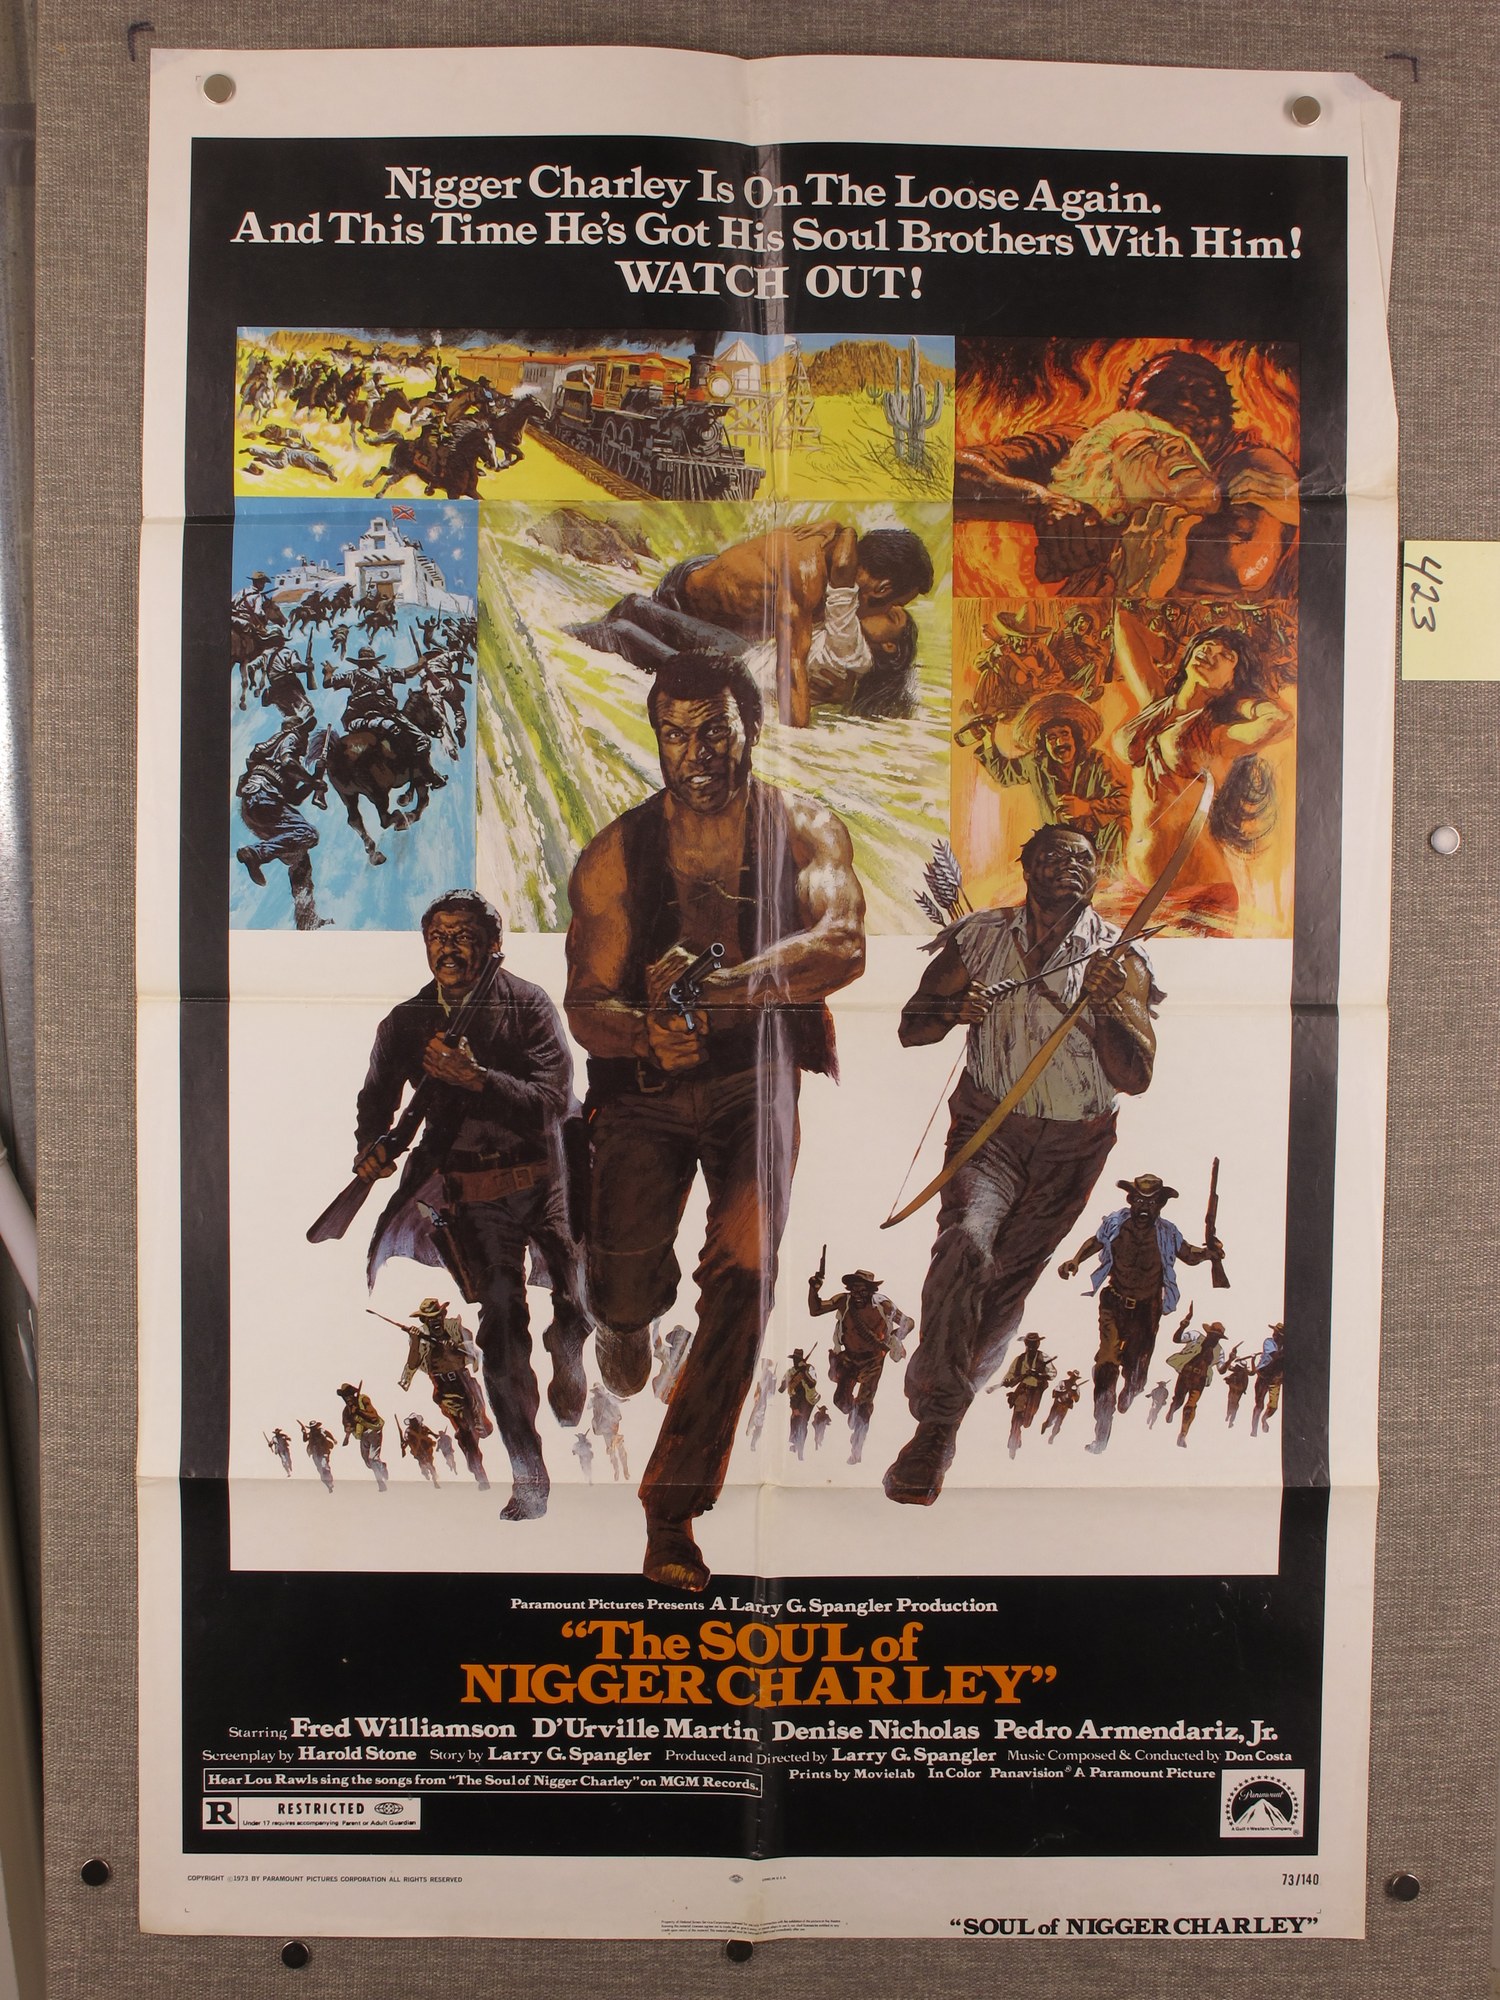 Nigger Charley Is On The Loose Again.
And This Time He's Got His Soul Brothers With Him!
WATCH OUT!
423
Paramount Pictures Presents A Larry G. Spangler Production
"The SOUL of
NIGGER CHARLEY"
Starring Fred Williamson D'Urville Martin Denise Nicholas Pedro Armendariz, Jr.
Screenplay by Harold Stone Story by Larry G. Spangler Produced and Directed by Larry G. Spangler Music Composed & Conducted by Don Costa
Hear Lou Rawls sing the songs from "The Soul of Nigger Charley" on MGM Records.
Prints by Movielab In Color Panavision® A Paramount Picture
R RESTRICTED
Under 17 requires accompanying Parent or Adult Guardian
Paramount
A Gulf + Western Company
COPYRIGHT ©1973 BY PARAMOUNT PICTURES CORPORATION ALL RIGHTS RESERVED
73/140
"SOUL of NIGGER CHARLEY"